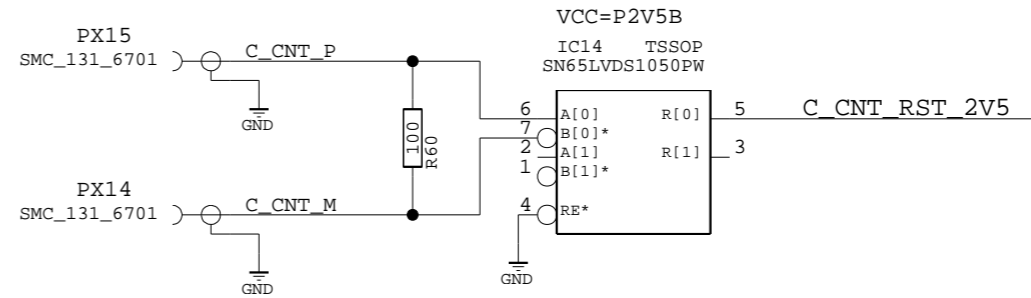 VCC=P2V5B
PX15
SMC_131_6701
C_CNT_P
IC14 TSSOP
SN65LVDS1050PW
GND
100
R60
6 A[0] R[0] 5 C_CNT_RST_2V5
7 B[0]*
2 A[1] R[1] 3
1 B[1]*
PX14
SMC_131_6701
C_CNT_M
4 RE*
GND
GND